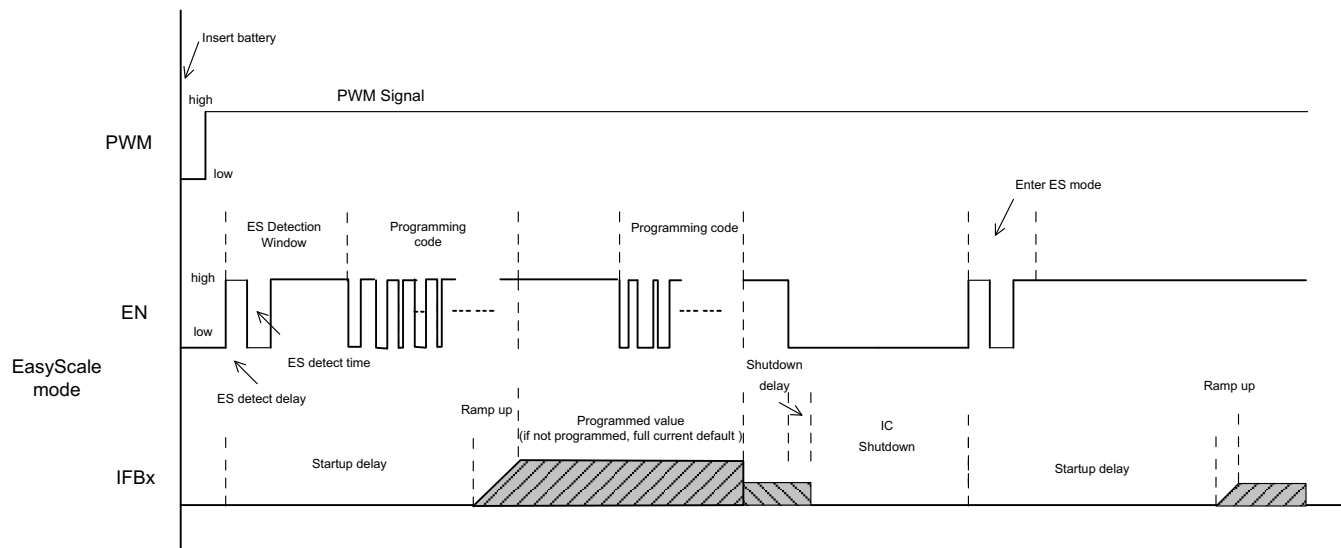 Insert battery
high
PWM Signal
PWM
low
Enter ES mode
ES Detection
Window
Programming
code
Programming code
high
EN
low
ES detect time
ES detect delay
EasyScale
mode
Shutdown
delay
Ramp up
Programmed value
(if not programmed, full current default )
IC
Shutdown
Ramp up
Startup delay
Startup delay
IFBx